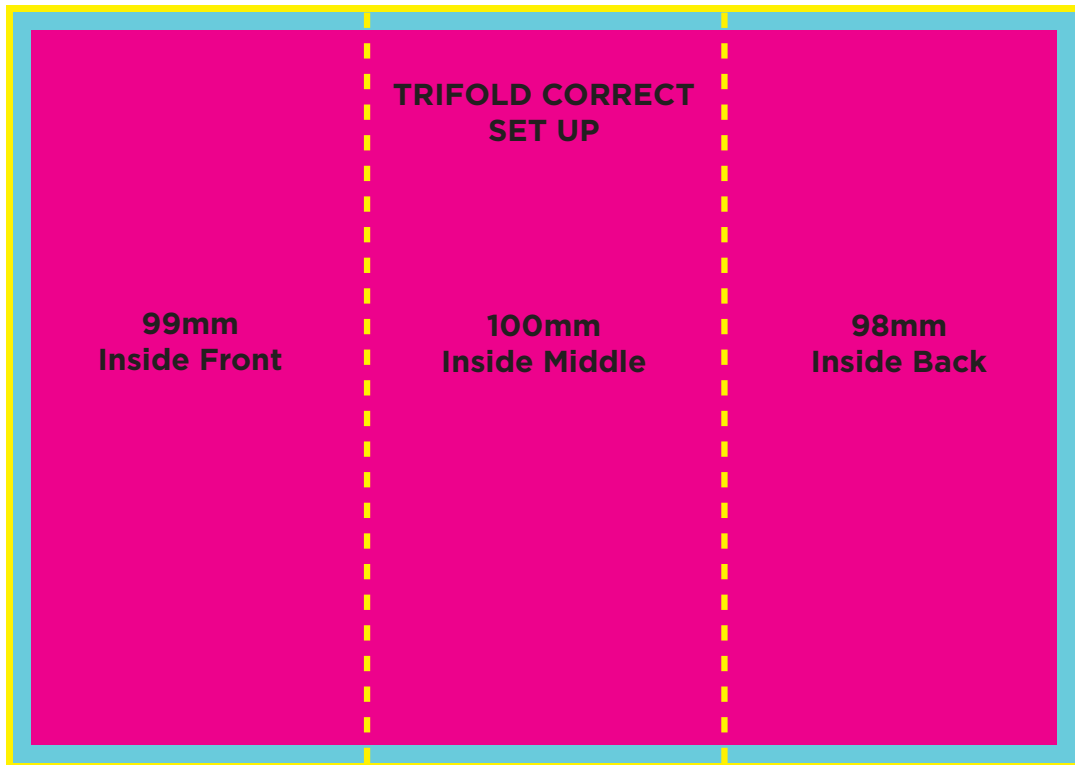 TRIFOLD CORRECT
SET UP
99mm
Inside Front
100mm
Inside Middle
98mm
Inside Back